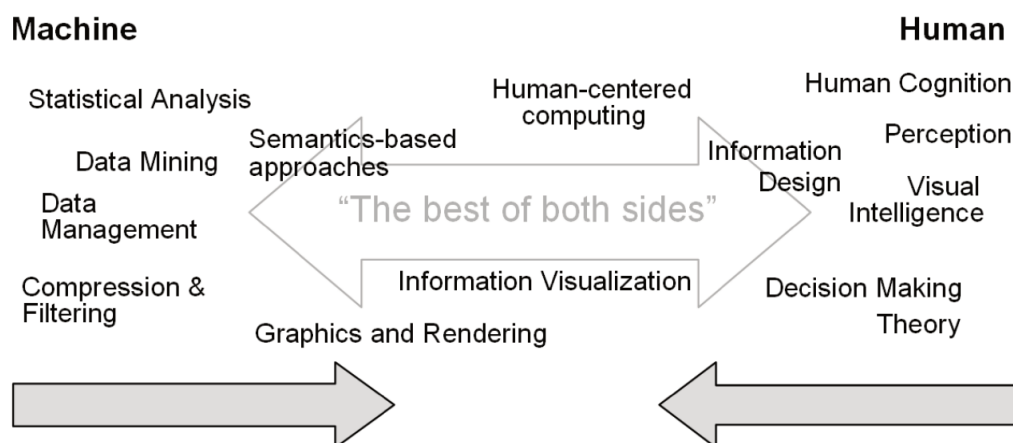 Machine
Human
Statistical Analysis
Human-centered
computing
Human Cognition
Data Mining
Semantics-based
approaches
Information
Design
Perception
Data
Management
"The best of both sides"
Visual
Intelligence
Compression &
Filtering
Information Visualization
Decision Making
Theory
Graphics and Rendering